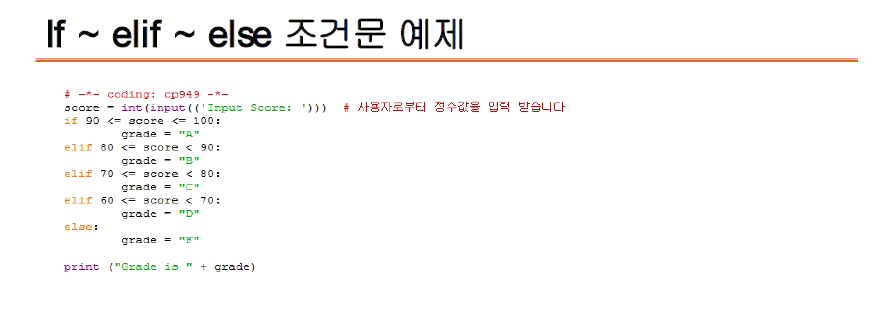 If ~ elif ~ else 조건문 예제
# -*- coding: cp949 -*-
score = int(input(('Input Score: ')))  # 사용자로부터 정수값을 입력 받습니다
if 90 <= score <= 100:
        grade = "A"
elif 80 <= score < 90:
        grade = "B"
elif 70 <= score < 80:
        grade = "C"
elif 60 <= score < 70:
        grade = "D"
else:
        grade = "F"
print ("Grade is " + grade)